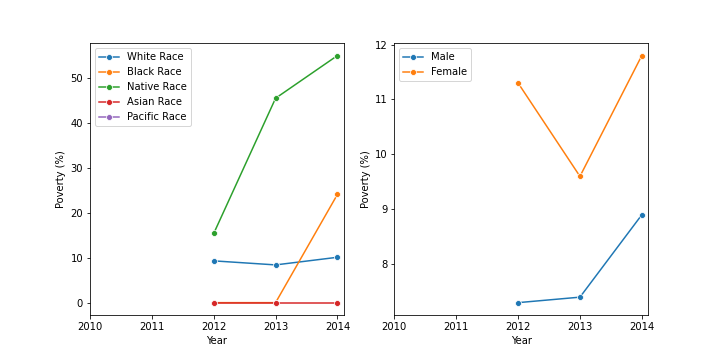 White Race
Black Race
Native Race
Asian Race
Pacific Race
Poverty (%)
50
40
30
20
10
0
2010 2011 2012 2013 2014
Year
Male
Female
Poverty (%)
12
11
10
9
8
2010 2011 2012 2013 2014
Year